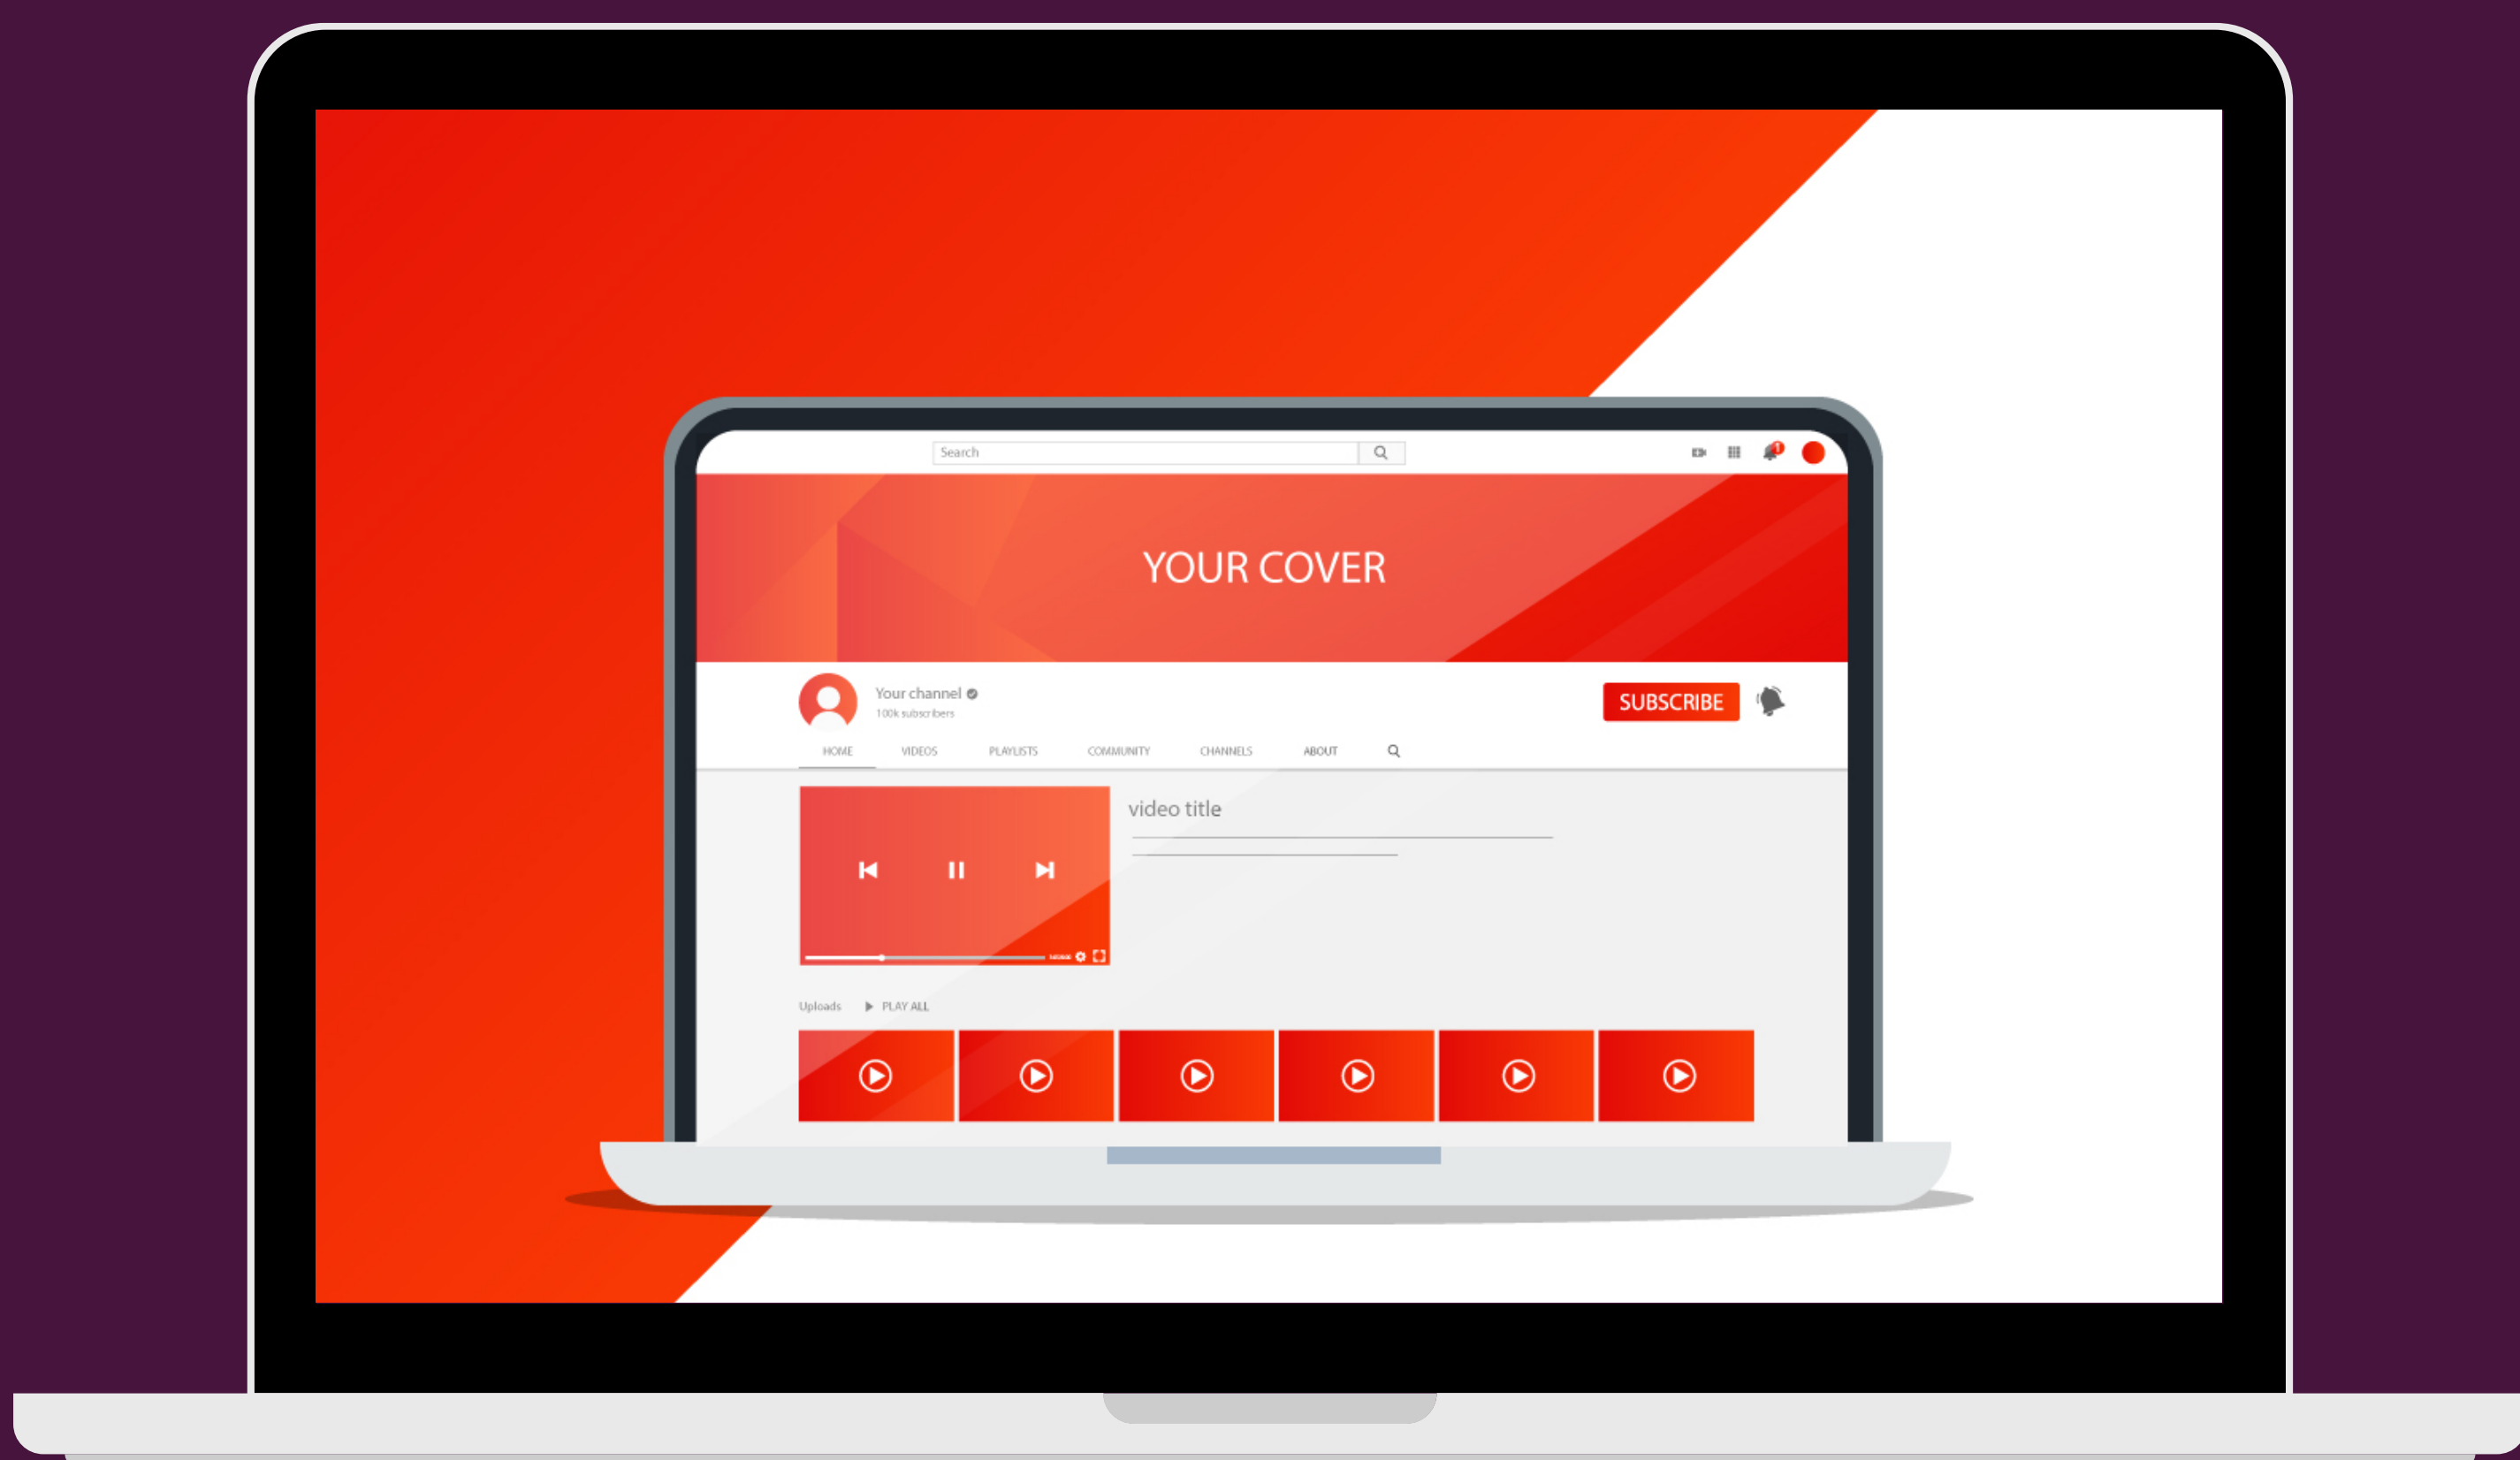 Search
1
YOUR COVER
Your channel
100k subscribers
SUBSCRIBE
HOME VIDEOS PLAYLISTS COMMUNITY CHANNELS ABOUT
video title
Uploads PLAY ALL